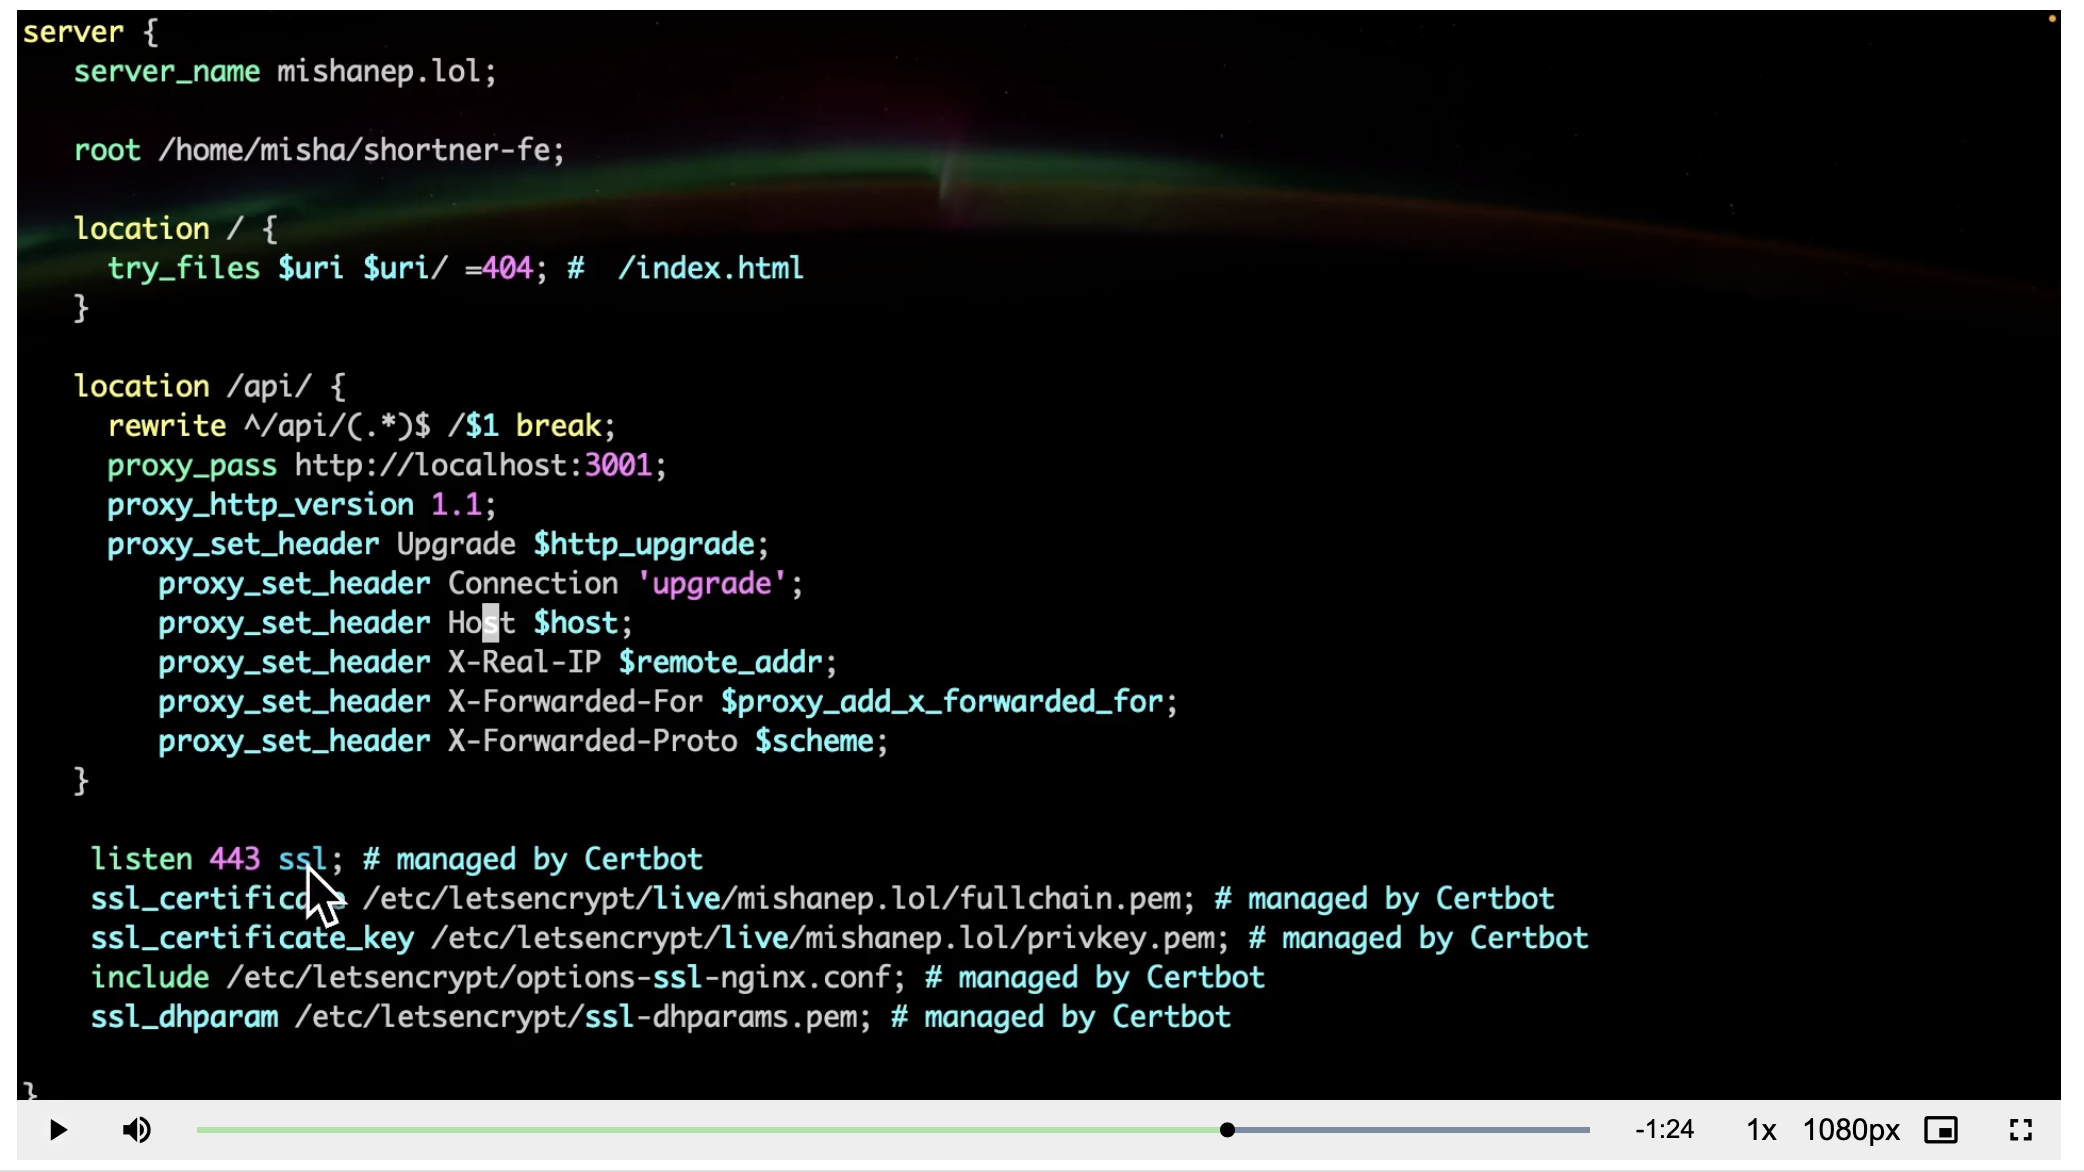 server {
server_name mishanep.lol;
root /home/misha/shortner-fe;
location / {
try_files $uri $uri/ =404; #  /index.html
}
location /api/ {
rewrite ^/api/(.*)$ /$1 break;
proxy_pass http://localhost:3001;
proxy_http_version 1.1;
proxy_set_header Upgrade $http_upgrade;
proxy_set_header Connection 'upgrade';
proxy_set_header Host $host;
proxy_set_header X-Real-IP $remote_addr;
proxy_set_header X-Forwarded-For $proxy_add_x_forwarded_for;
proxy_set_header X-Forwarded-Proto $scheme;
}
listen 443 ssl; # managed by Certbot
ssl_certificate /etc/letsencrypt/live/mishanep.lol/fullchain.pem; # managed by Certbot
ssl_certificate_key /etc/letsencrypt/live/mishanep.lol/privkey.pem; # managed by Certbot
include /etc/letsencrypt/options-ssl-nginx.conf; # managed by Certbot
ssl_dhparam /etc/letsencrypt/ssl-dhparams.pem; # managed by Certbot
}
-1:24 1x 1080px